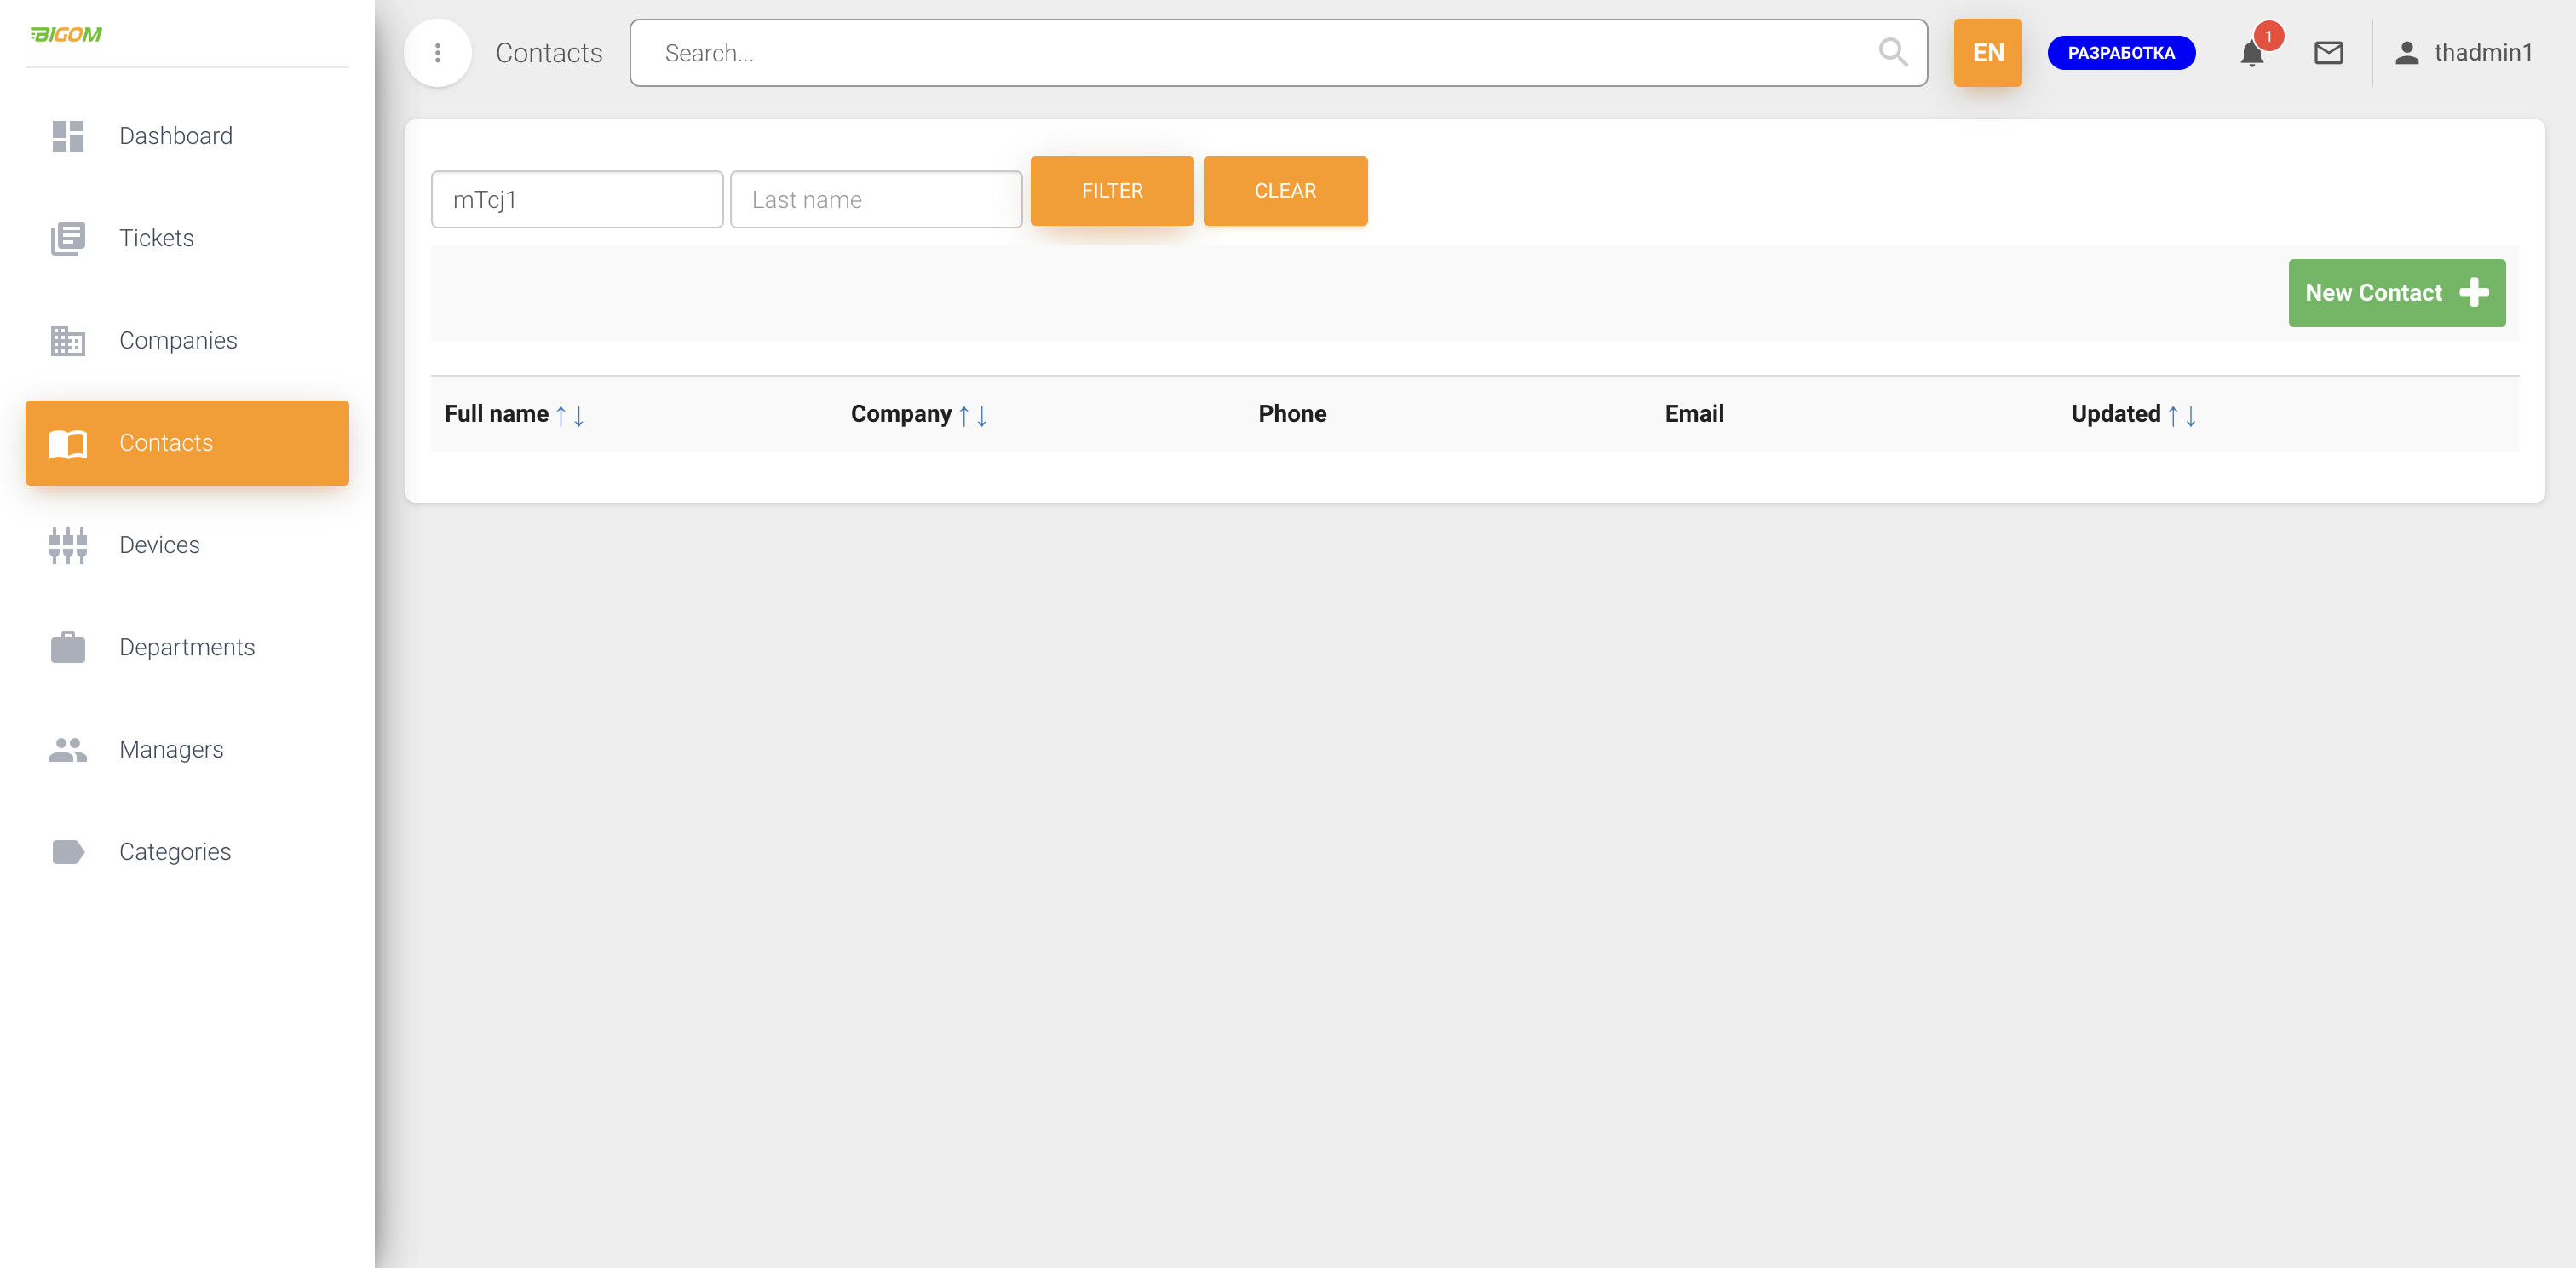 BIGOM
Dashboard
Tickets
Companies
Contacts
Devices
Departments
Managers
Categories
Contacts
Search...
EN
РАЗРАБОТКА
1
thadmin1
mTcj1
Last name
FILTER
CLEAR
New Contact
Full name ↑↓
Company ↑↓
Phone
Email
Updated ↑↓